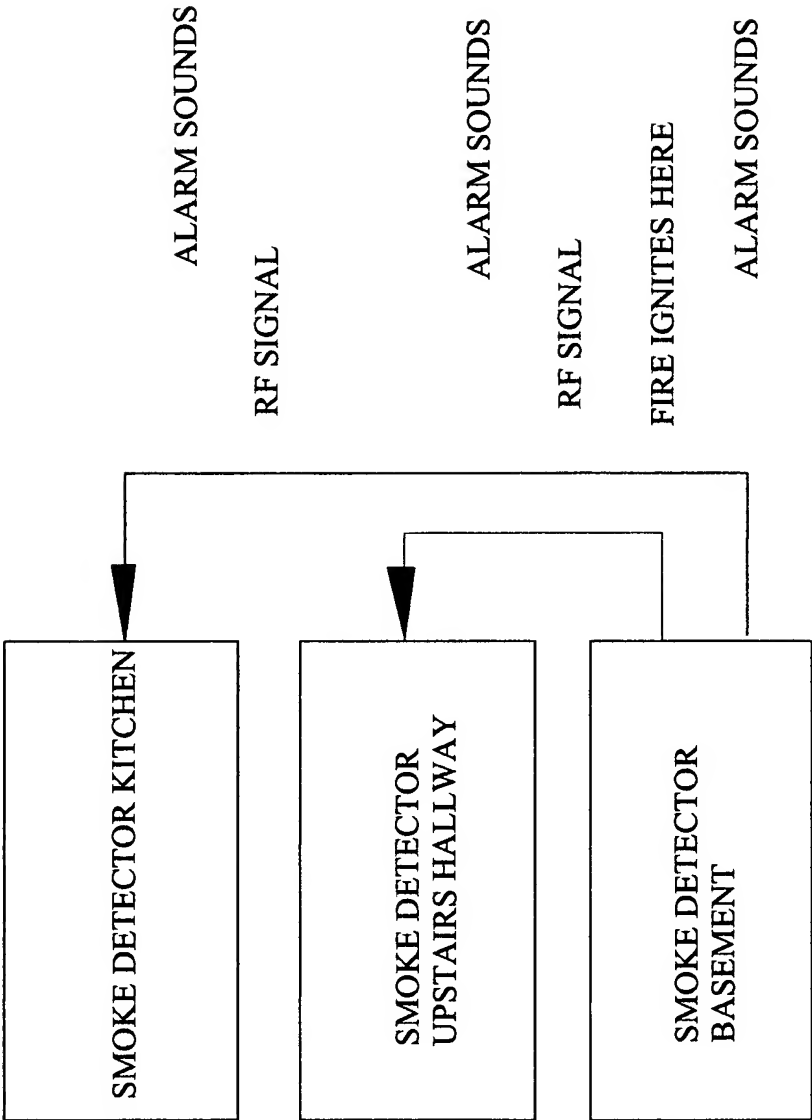 SMOKE DETECTOR KITCHEN
SMOKE DETECTOR
UPSTAIRS HALLWAY
SMOKE DETECTOR
BASEMENT
ALARM SOUNDS
RF SIGNAL
ALARM SOUNDS
RF SIGNAL
FIRE IGNITES HERE
ALARM SOUNDS